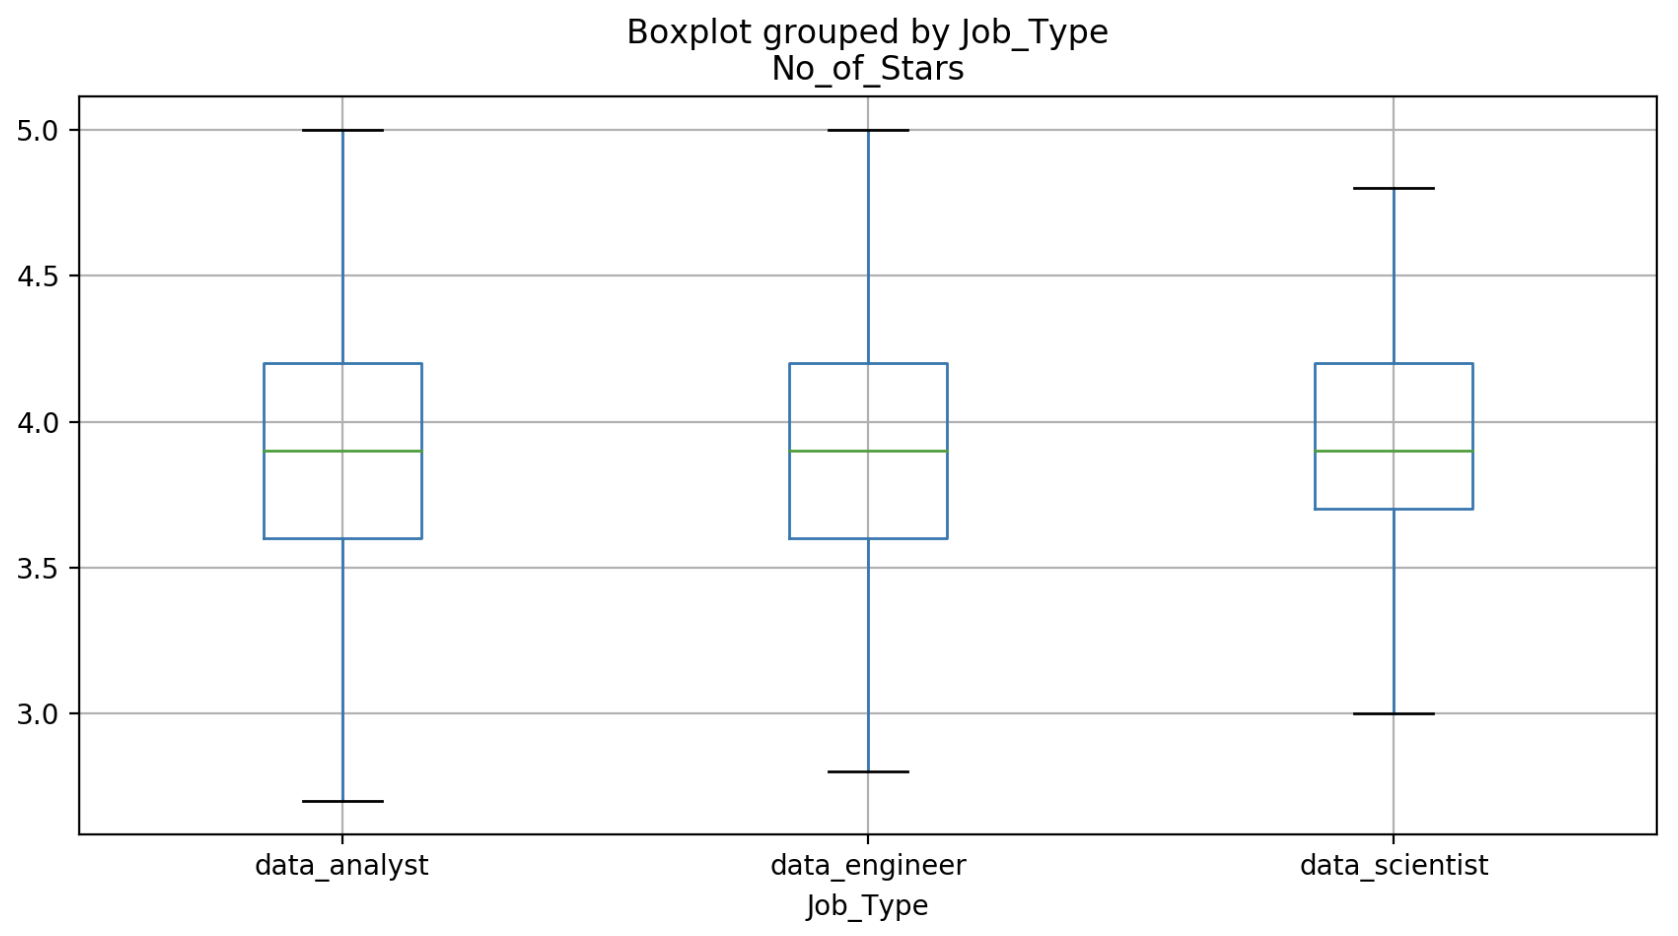 Boxplot grouped by Job_Type
No_of_Stars
5.0
4.5
4.0
3.5
3.0
data_analyst data_engineer data_scientist
Job_Type